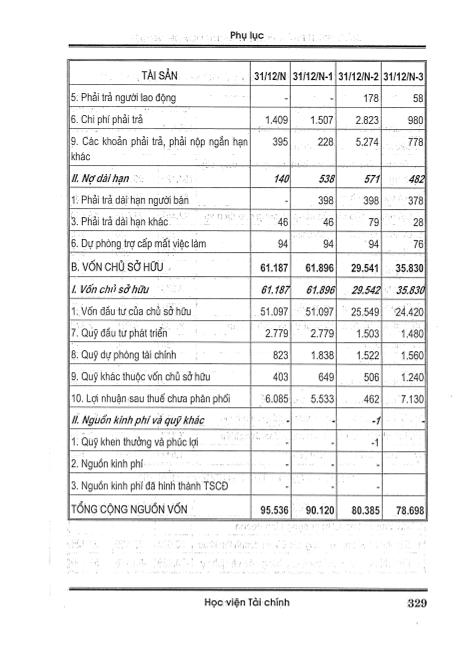 Phụ lục
TÀI SẢN 31/12/N 31/12/N-1 31/12/N-2 31/12/N-3
5. Phải trả người lao động - - 178 58
6. Chi phí phải trả 1.409 1.507 2.823 980
9. Các khoản phải trả, phải nộp ngắn hạn
khác 395 228 5.274 778
II. Nợ dài hạn 140 538 571 482
1. Phải trả dài hạn người bán - 398 398 378
3. Phải trả dài hạn khác 46 46 79 28
6. Dự phòng trợ cấp mất việc làm 94 94 94 76
B. VỐN CHỦ SỞ HỮU 61.187 61.896 29.541 35.830
I. Vốn chủ sở hữu 61.187 61.896 29.542 35.830
1. Vốn đầu tư của chủ sở hữu 51.097 51.097 25.549 24.420
7. Quỹ đầu tư phát triển 2.779 2.779 1.503 1.480
8. Quỹ dự phòng tài chính 823 1.838 1.522 1.560
9. Quỹ khác thuộc vốn chủ sở hữu 403 649 506 1.240
10. Lợi nhuận sau thuế chưa phân phối 6.085 5.533 462 7.130
II. Nguồn kinh phí và quỹ khác - - -1 -
1. Quỹ khen thưởng và phúc lợi - - -1
2. Nguồn kinh phí - - -
3. Nguồn kinh phí đã hình thành TSCĐ - - -
TỔNG CỘNG NGUỒN VỐN 95.536 90.120 80.385 78.698
Học viện Tài chính 329